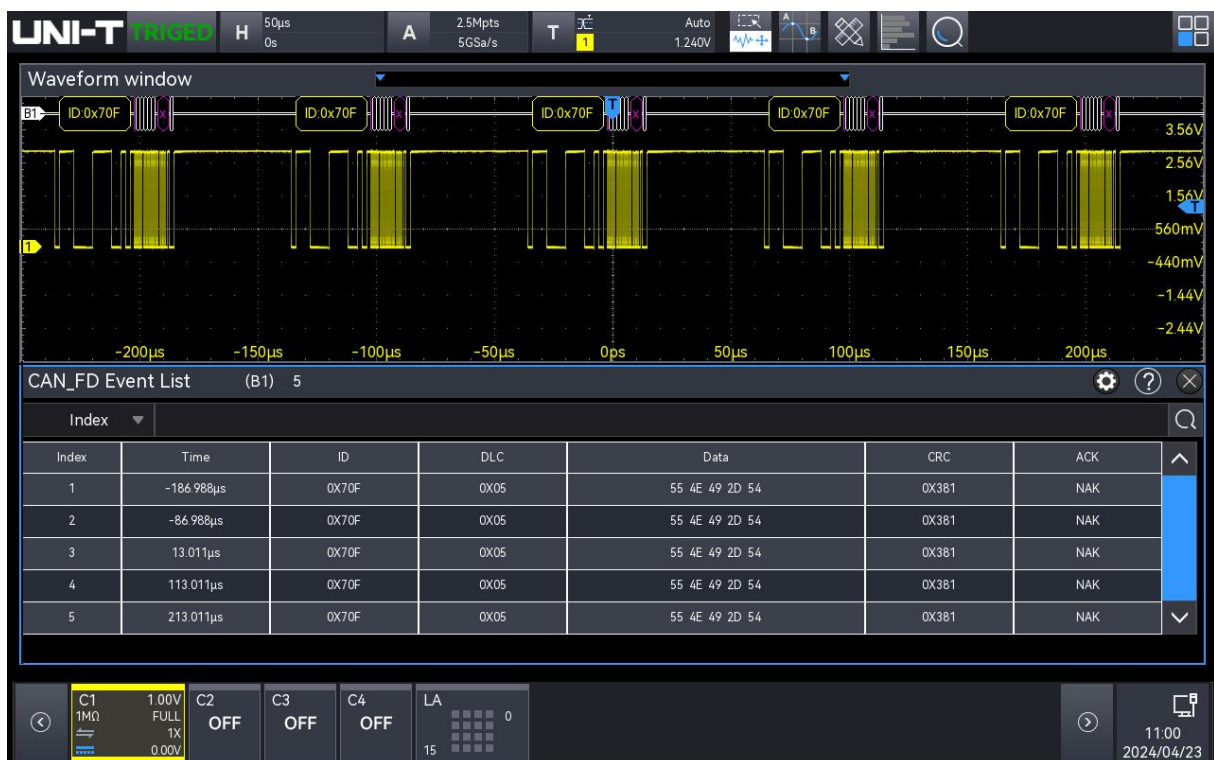 UNI-T TRIGED H 50μs 0s A 2.5Mpts 5GSa/s T 1 Auto 1.240V A B
Waveform window
B1 ID:0x70F x ID:0x70F x ID:0x70F T x ID:0x70F x ID:0x70F x
3.56V
2.56V
1.56V
T
560mV
1
-440mV
-1.44V
-2.44V
-200μs -150μs -100μs -50μs 0ps 50μs 100μs 150μs 200μs
CAN_FD Event List (B1) 5 ?
Index
Index Time ID DLC Data CRC ACK
1 -186.988μs 0X70F 0X05 55 4E 49 2D 54 0X381 NAK
2 -86.988μs 0X70F 0X05 55 4E 49 2D 54 0X381 NAK
3 13.011μs 0X70F 0X05 55 4E 49 2D 54 0X381 NAK
4 113.011μs 0X70F 0X05 55 4E 49 2D 54 0X381 NAK
5 213.011μs 0X70F 0X05 55 4E 49 2D 54 0X381 NAK
C1 1.00V C2 C3 C4 LA
1MΩ FULL OFF OFF OFF 0
1X
0.00V 15
11:00
2024/04/23